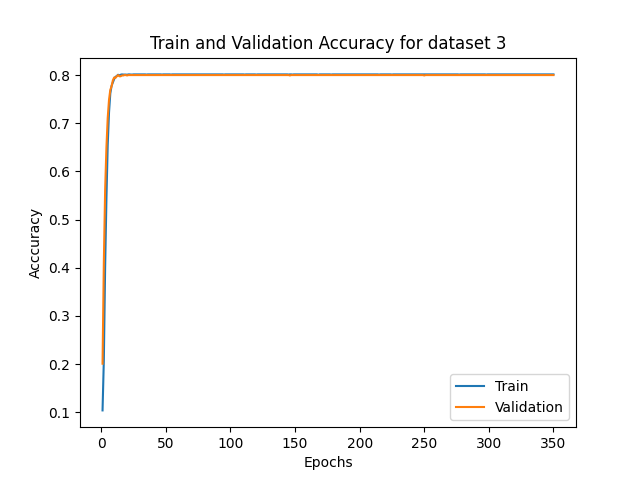 Train and Validation Accuracy for dataset 3
0.8
0.7
0.6
0.5
0.4
0.3
0.2
0.1
Acccuracy
0 50 100 150 200 250 300 350
Epochs
Train
Validation